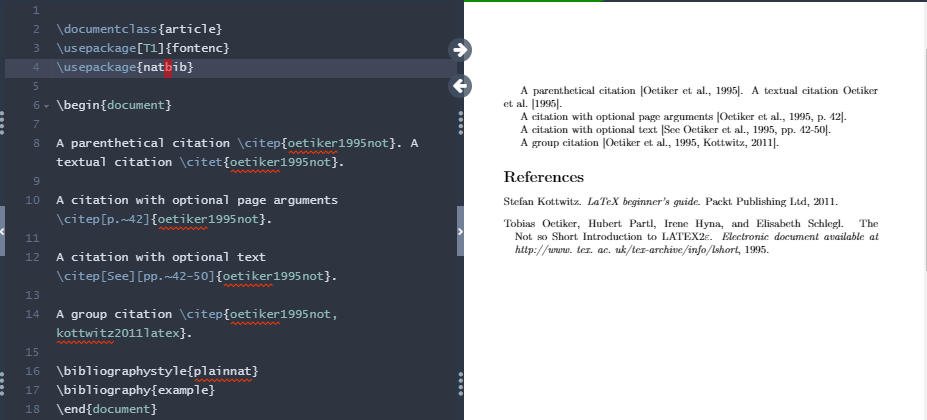 1
2 \documentclass{article}
3 \usepackage[T1]{fontenc}
4 \usepackage{natbib}
5
6 \begin{document}
7
8 A parenthetical citation \citep{oetiker1995not}. A
textual citation \citet{oetiker1995not}.
9
10 A citation with optional page arguments
\citep[p.~42]{oetiker1995not}.
11
12 A citation with optional text
\citep[See][pp.~42-50]{oetiker1995not}.
13
14 A group citation \citep{oetiker1995not,
kottwitz2011latex}.
15
16 \bibliographystyle{plainnat}
17 \bibliography{example}
18 \end{document}
A parenthetical citation [Oetiker et al., 1995]. A textual citation Oetiker
et al. [1995].
A citation with optional page arguments [Oetiker et al., 1995, p. 42].
A citation with optional text [See Oetiker et al., 1995, pp. 42-50].
A group citation [Oetiker et al., 1995, Kottwitz, 2011].
References
Stefan Kottwitz. LaTeX beginner's guide. Packt Publishing Ltd, 2011.
Tobias Oetiker, Hubert Partl, Irene Hyna, and Elisabeth Schlegl. The
Not so Short Introduction to LATEX2ε. Electronic document available at
http://www. tex. ac. uk/tex-archive/info/lshort, 1995.